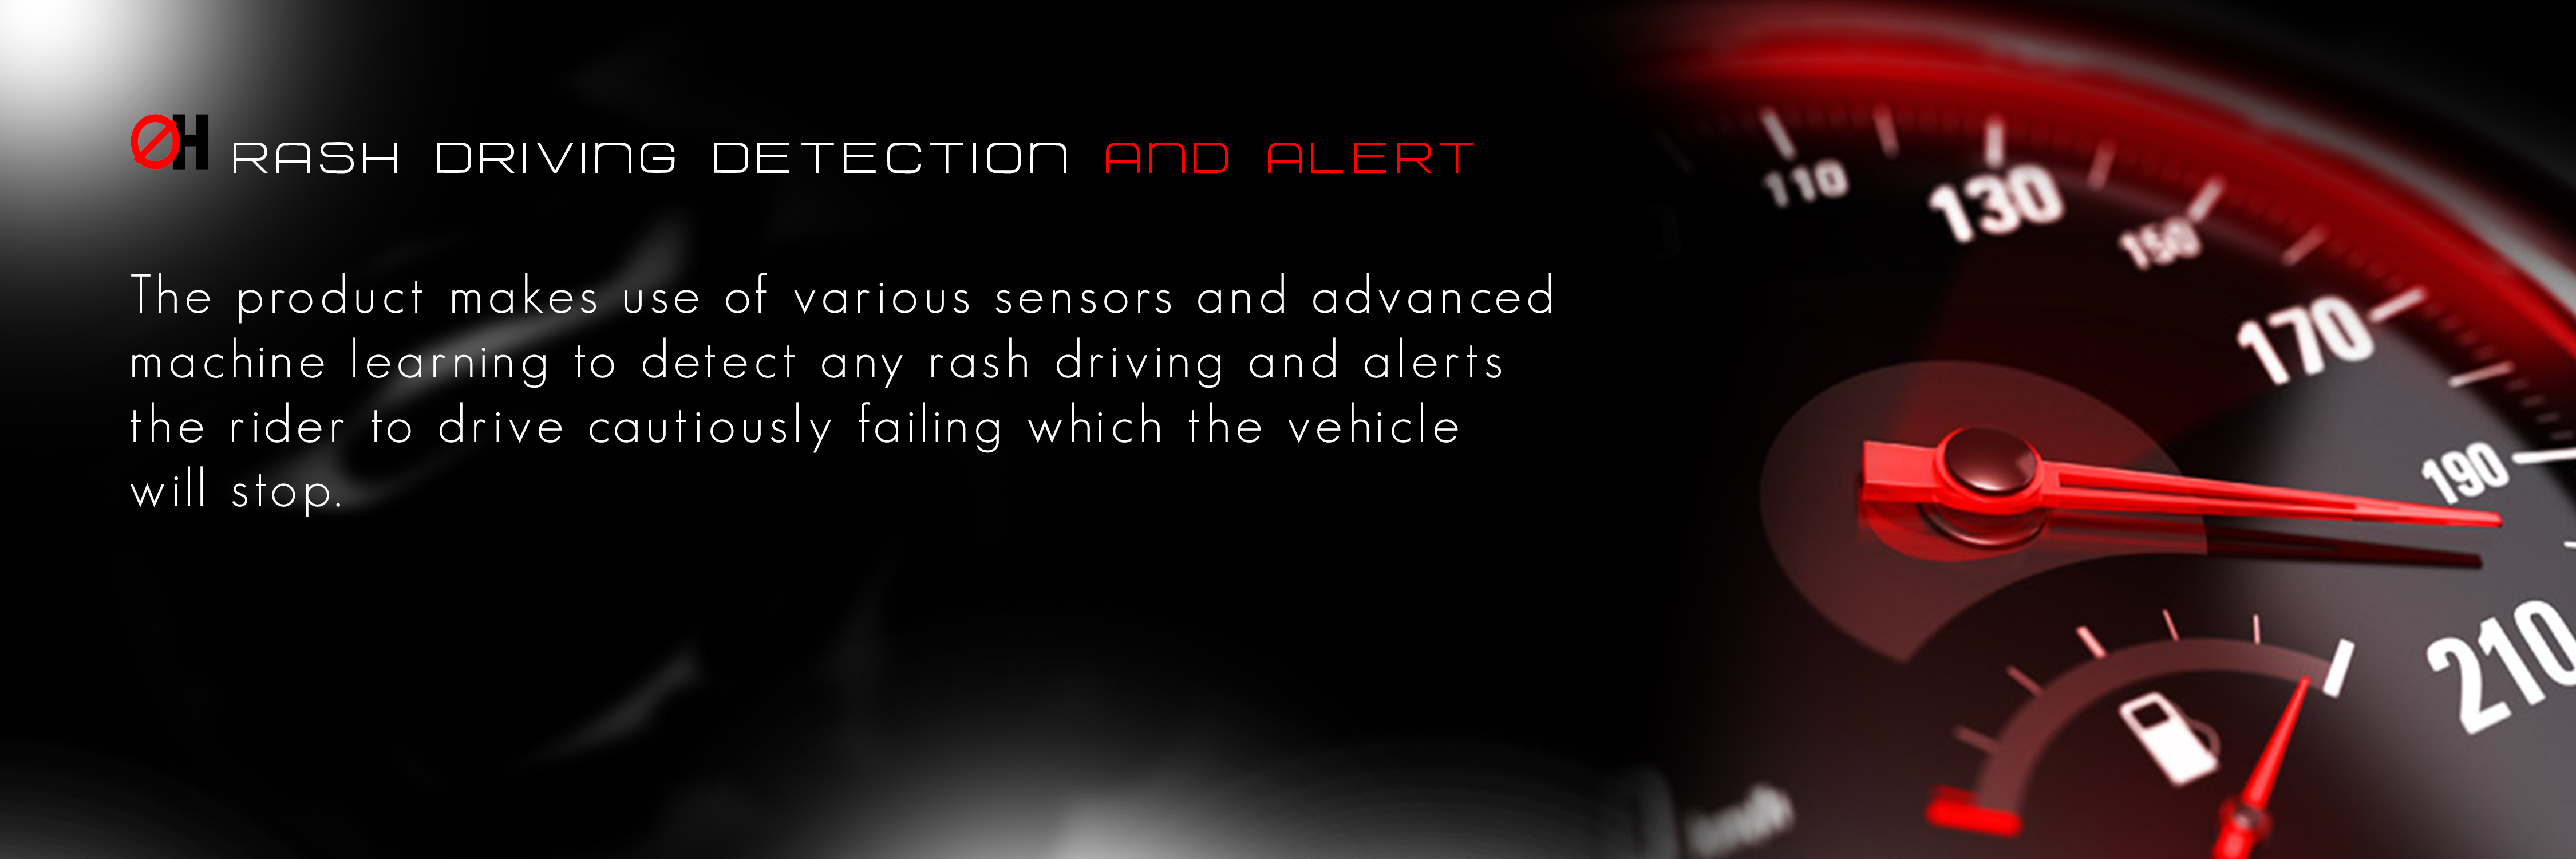 ØH RASH DRIVING DETECTION AND ALERT
The product makes use of various sensors and advanced
machine learning to detect any rash driving and alerts
the rider to drive cautiously failing which the vehicle
will stop.
110
130
150
170
190
210
km/h